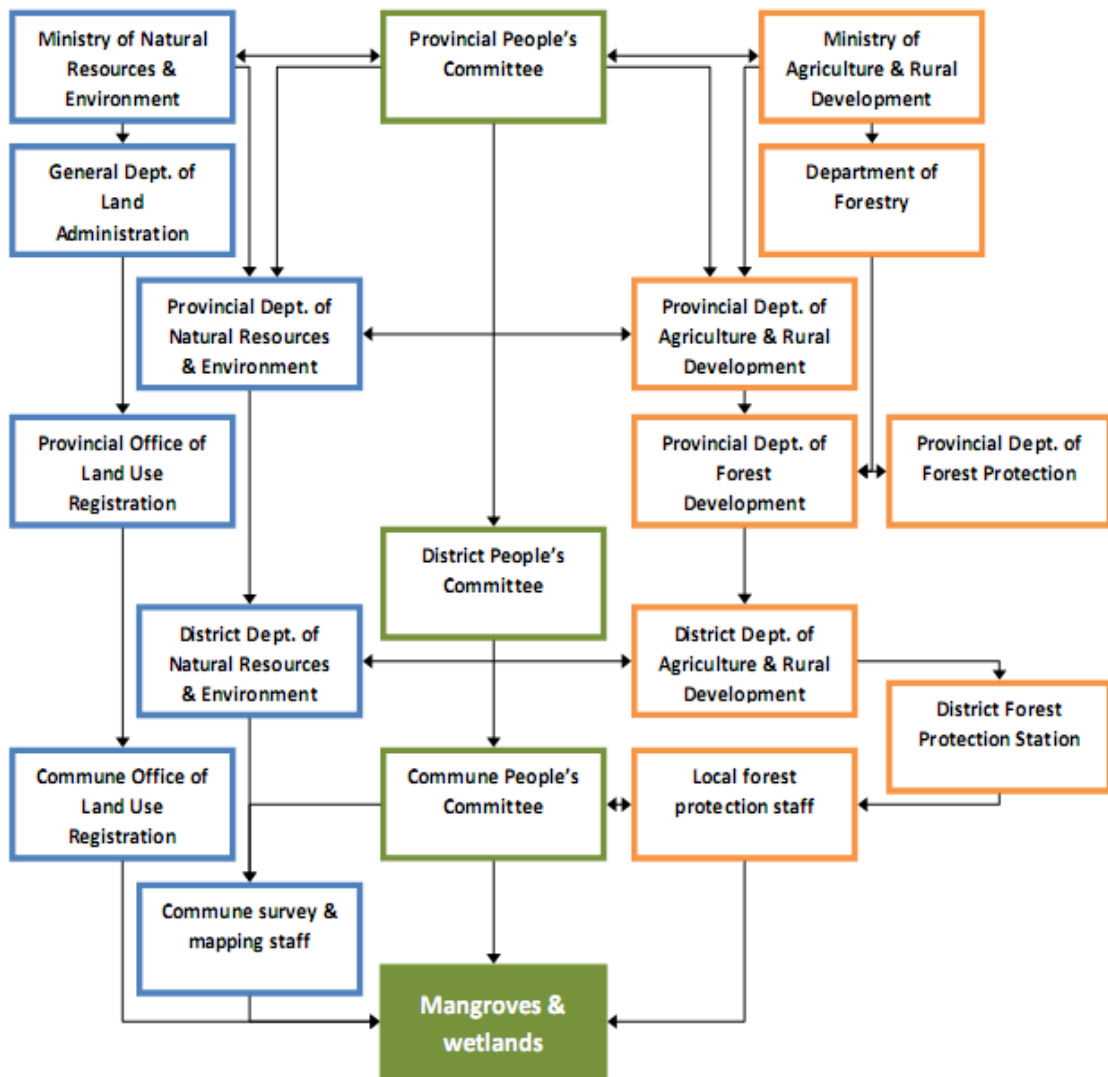 Ministry of Natural
Resources &
Environment
Provincial People's
Committee
Ministry of
Agriculture & Rural
Development
General Dept. of
Land
Administration
Department of
Forestry
Provincial Dept. of
Natural Resources
& Environment
Provincial Dept. of
Agriculture & Rural
Development
Provincial Office of
Land Use
Registration
Provincial Dept. of
Forest
Development
Provincial Dept. of
Forest Protection
District People's
Committee
District Dept. of
Natural Resources
& Environment
District Dept. of
Agriculture & Rural
Development
District Forest
Protection Station
Commune Office of
Land Use
Registration
Commune People's
Committee
Local forest
protection staff
Commune survey &
mapping staff
Mangroves &
wetlands